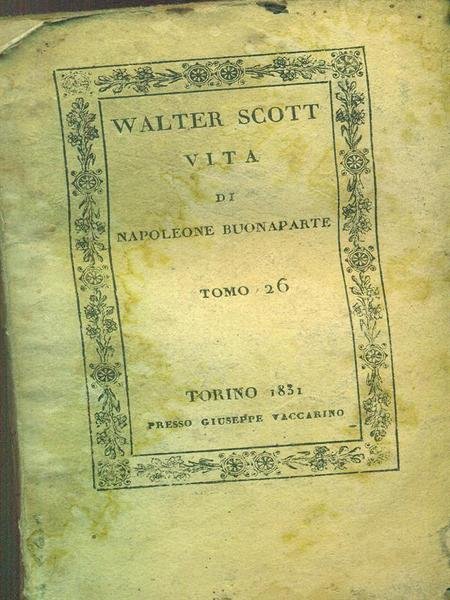 WALTER SCOTT
VITA
DI
NAPOLEONE BUONAPARTE
TOMO 26
TORINO 1831
PRESSO GIUSEPPE VACCARINO